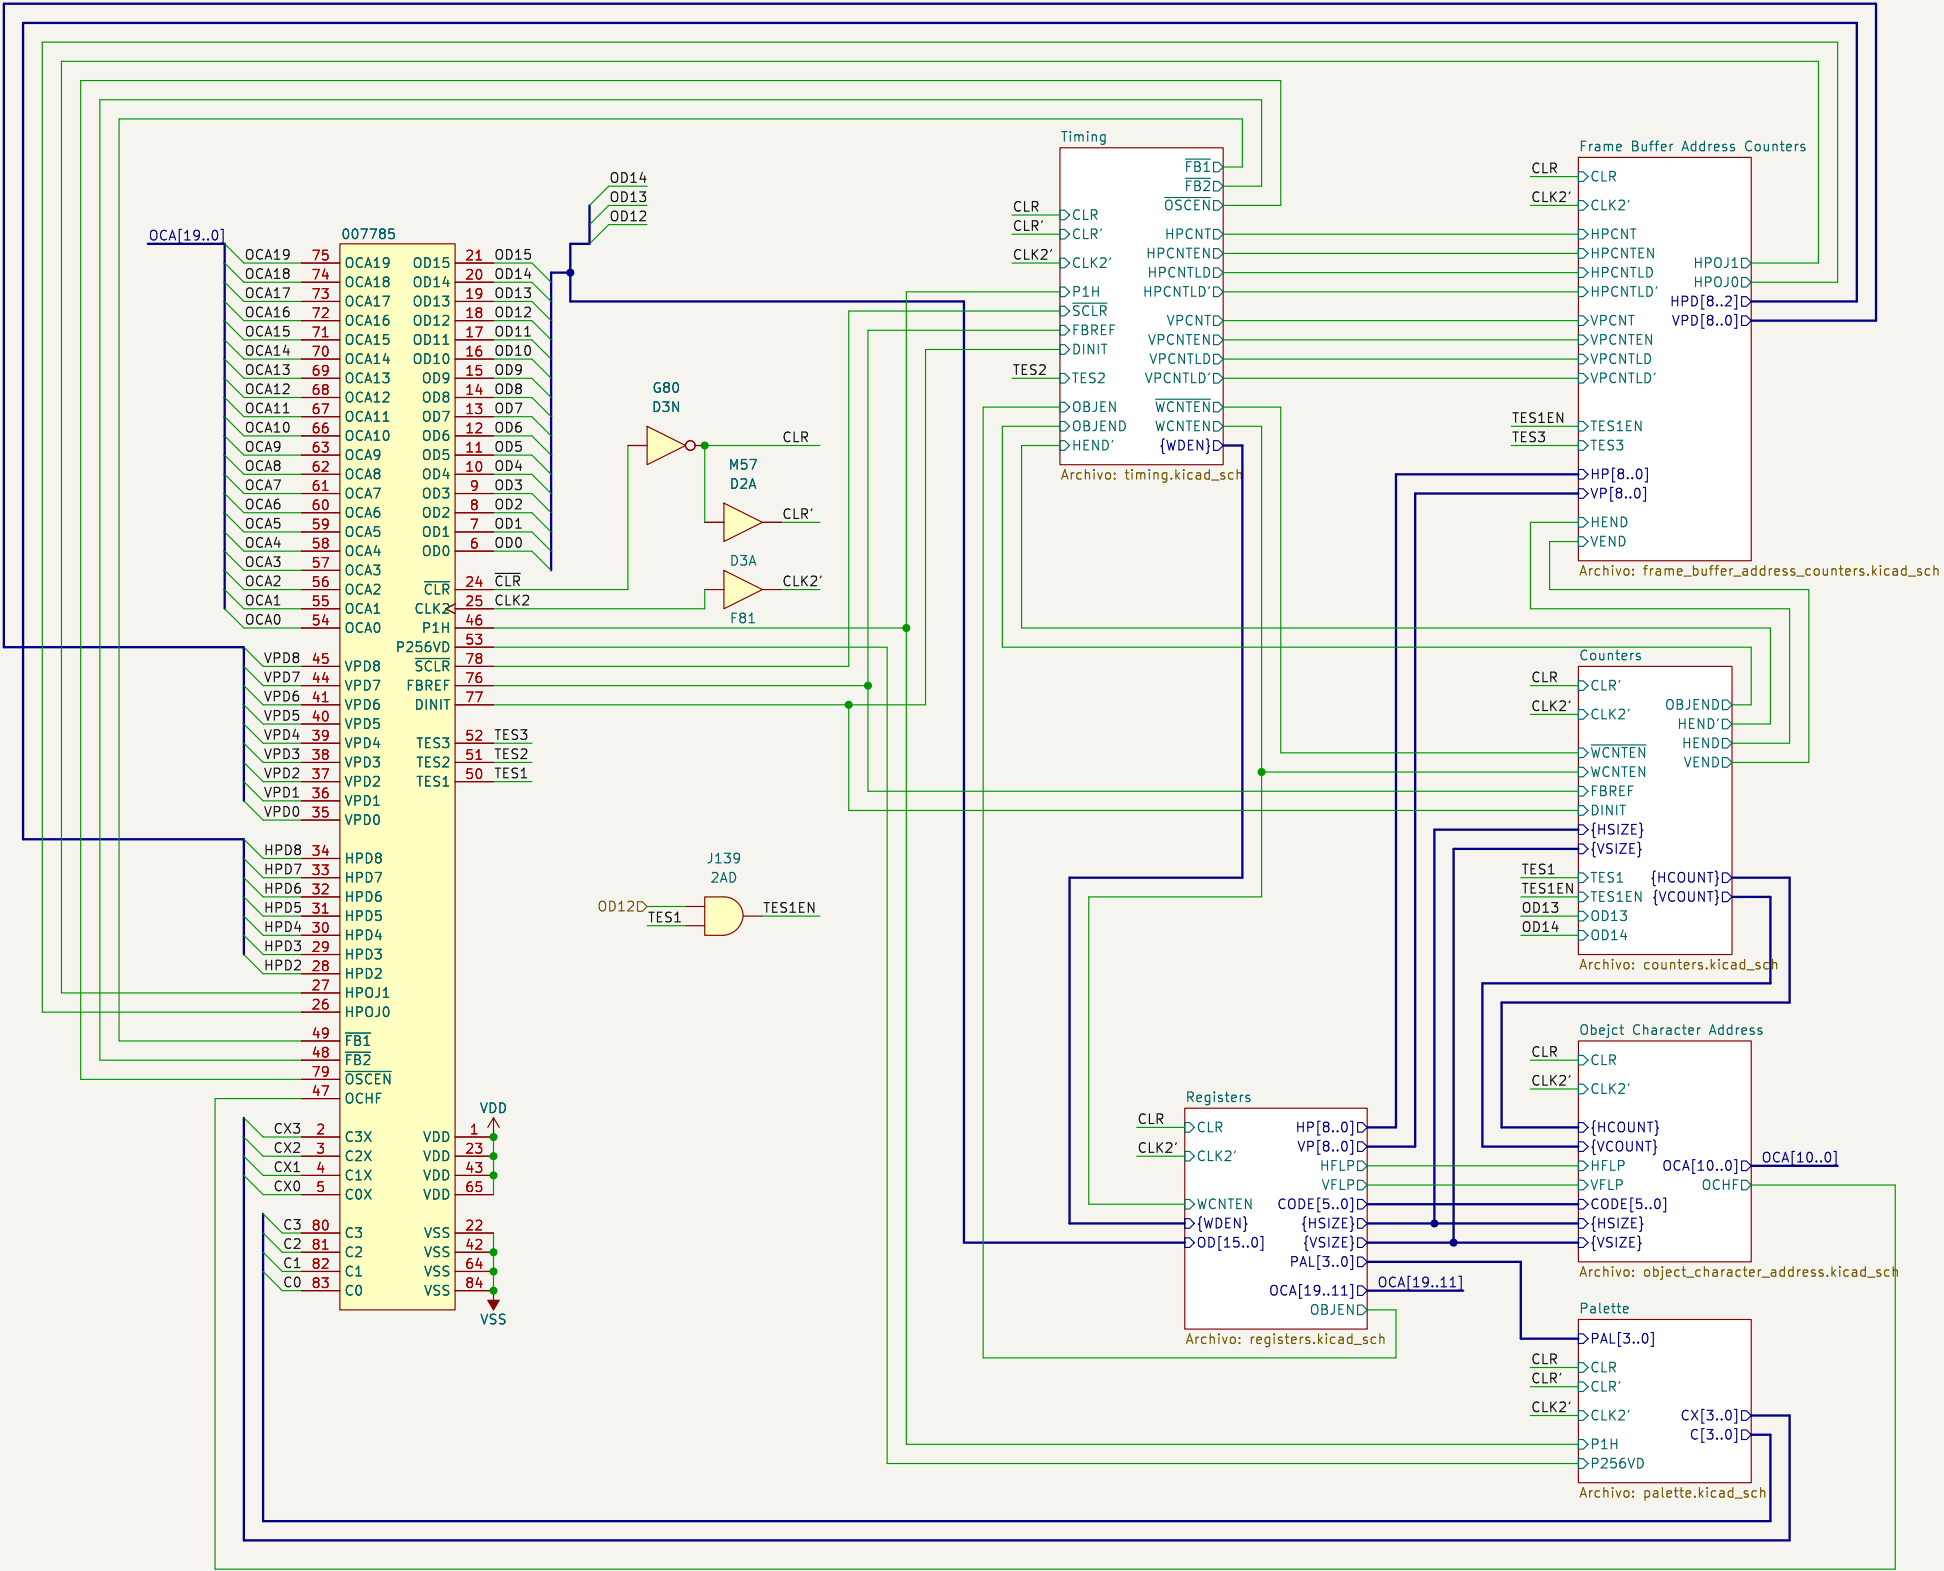 OCA[19..0]
007785
OCA19 75 OCA19
OCA18 74 OCA18
OCA17 73 OCA17
OCA16 72 OCA16
OCA15 71 OCA15
OCA14 70 OCA14
OCA13 69 OCA13
OCA12 68 OCA12
OCA11 67 OCA11
OCA10 66 OCA10
OCA9 63 OCA9
OCA8 62 OCA8
OCA7 61 OCA7
OCA6 60 OCA6
OCA5 59 OCA5
OCA4 58 OCA4
OCA3 57 OCA3
OCA2 56 OCA2
OCA1 55 OCA1
OCA0 54 OCA0
VPD8 45 VPD8
VPD7 44 VPD7
VPD6 41 VPD6
VPD5 40 VPD5
VPD4 39 VPD4
VPD3 38 VPD3
VPD2 37 VPD2
VPD1 36 VPD1
VPD0 35 VPD0
HPD8 34 HPD8
HPD7 33 HPD7
HPD6 32 HPD6
HPD5 31 HPD5
HPD4 30 HPD4
HPD3 29 HPD3
HPD2 28 HPD2
27 HPOJ1
26 HPOJ0
49 FB1
48 FB2
79 OSCEN
47 OCHF
CX3 2 C3X
CX2 3 C2X
CX1 4 C1X
CX0 5 C0X
C3 80 C3
C2 81 C2
C1 82 C1
C0 83 C0
OD15 21 OD15
OD14 20 OD14
OD13 19 OD13
OD12 18 OD12
OD11 17 OD11
OD10 16 OD10
OD9 15 OD9
OD8 14 OD8
OD7 13 OD7
OD6 12 OD6
OD5 11 OD5
OD4 10 OD4
OD3 9 OD3
OD2 8 OD2
OD1 7 OD1
OD0 6 OD0
CLR 24 CLR
CLK2 25 CLK2
P1H 46
P256VD 53
SCLR 78
FBREF 76
DINIT 77
TES3 52 TES3
TES2 51 TES2
TES1 50 TES1
VDD
VDD 1
VDD 23
VDD 43
VDD 65
VSS 22
VSS 42
VSS 64
VSS 84
VSS
OD14
OD13
OD12
G80
D3N
CLR
M57
D2A
CLR'
D3A
CLK2'
F81
J139
2AD
OD12
TES1
TES1EN
Timing
CLR CLR
CLR' CLR'
CLK2' CLK2'
P1H
SCLR
FBREF
DINIT
TES2 TES2
OBJEN
OBJEND
HEND'
FB1
FB2
OSCEN
HPCNT
HPCNTEN
HPCNTLD
HPCNTLD'
VPCNT
VPCNTEN
VPCNTLD
VPCNTLD'
WCNTEN
WCNTEN
{WDEN}
Archivo: timing.kicad_sch
Frame Buffer Address Counters
CLR CLR
CLK2' CLK2'
HPCNT
HPCNTEN
HPCNTLD
HPCNTLD'
VPCNT
VPCNTEN
VPCNTLD
VPCNTLD'
TES1EN TES1EN
TES3 TES3
HP[8..0]
VP[8..0]
HEND
VEND
HPOJ1
HPOJ0
HPD[8..2]
VPD[8..0]
Archivo: frame_buffer_address_counters.kicad_sch
Counters
CLR CLR'
CLK2' CLK2'
WCNTEN
WCNTEN
FBREF
DINIT
{HSIZE}
{VSIZE}
TES1 TES1
TES1EN TES1EN
OD13 OD13
OD14 OD14
OBJEND
HEND'
HEND
VEND
{HCOUNT}
{VCOUNT}
Archivo: counters.kicad_sch
Obejct Character Address
CLR CLR
CLK2' CLK2'
{HCOUNT}
{VCOUNT}
HFLP
VFLP
CODE[5..0]
{HSIZE}
{VSIZE}
OCA[10..0] OCA[10..0]
OCHF
Archivo: object_character_address.kicad_sch
Registers
CLR CLR
CLK2' CLK2'
WCNTEN
{WDEN}
OD[15..0]
HP[8..0]
VP[8..0]
HFLP
VFLP
CODE[5..0]
{HSIZE}
{VSIZE}
PAL[3..0]
OCA[19..11] OCA[19..11]
OBJEN
Archivo: registers.kicad_sch
Palette
PAL[3..0]
CLR CLR
CLR' CLR'
CLK2' CLK2'
P1H
P256VD
CX[3..0]
C[3..0]
Archivo: palette.kicad_sch